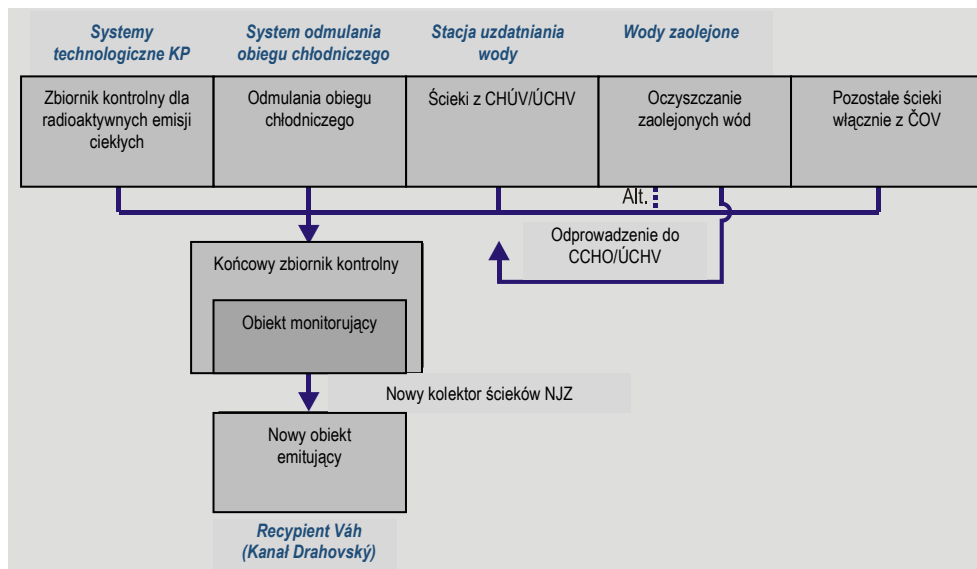 Systemy
technologiczne KP
System odmulania
obiegu chłodniczego
Stacja uzdatniania
wody
Wody zaolejone
Zbiornik kontrolny dla
radioaktywnych emisji
ciekłych
Odmulania obiegu
chłodniczego
Ścieki z CHÚV/ÚCHV
Oczyszczanie
zaolejonych wód
Pozostałe ścieki
włącznie z ČOV
Alt.
Odprowadzenie do
CCHO/ÚCHV
Końcowy zbiornik kontrolny
Obiekt monitorujący
Nowy kolektor ścieków NJZ
Nowy obiekt
emitujący
Recypient Váh
(Kanał Drahovský)